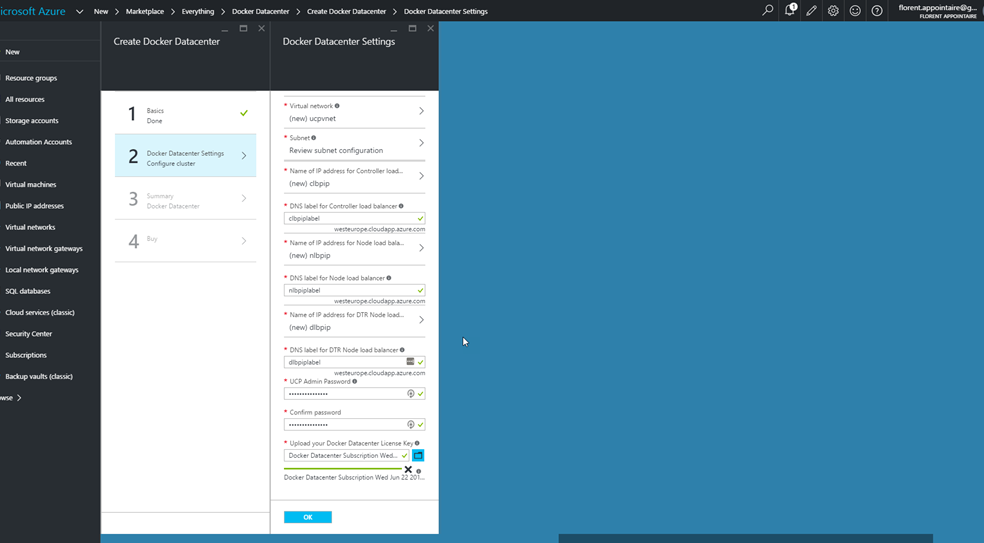 icrosoft Azure New Marketplace Everything Docker Datacenter Create Docker Datacenter Docker Datacenter Settings
1
florent.appointaire@g...
FLORENT APPOINTAIRE
New
Resource groups
All resources
Storage accounts
Automation Accounts
Recent
Virtual machines
Public IP addresses
Virtual networks
Virtual network gateways
Local network gateways
SQL databases
Cloud services (classic)
Security Center
Subscriptions
Backup vaults (classic)
wse
Create Docker Datacenter
1 Basics
Done
2 Docker Datacenter Settings
Configure cluster
3 Summary
Docker Datacenter
4 Buy
Docker Datacenter Settings
* Virtual network
(new) ucpvnet
* Subnet
Review subnet configuration
* Name of IP address for Controller load...
(new) clbpip
* DNS label for Controller load balancer
clbpiplabel
westeurope.cloudapp.azure.com
* Name of IP address for Node load bala...
(new) nlbpip
* DNS label for Node load balancer
nlbpiplabel
westeurope.cloudapp.azure.com
* Name of IP address for DTR Node load...
(new) dlbpip
* DNS label for DTR Node load balancer
dlbpiplabel
westeurope.cloudapp.azure.com
* UCP Admin Password
•••••••••••••••
* Confirm password
•••••••••••••••
* Upload your Docker Datacenter License Key
Docker Datacenter Subscription Wed...
Docker Datacenter Subscription Wed Jun 22 201...
OK